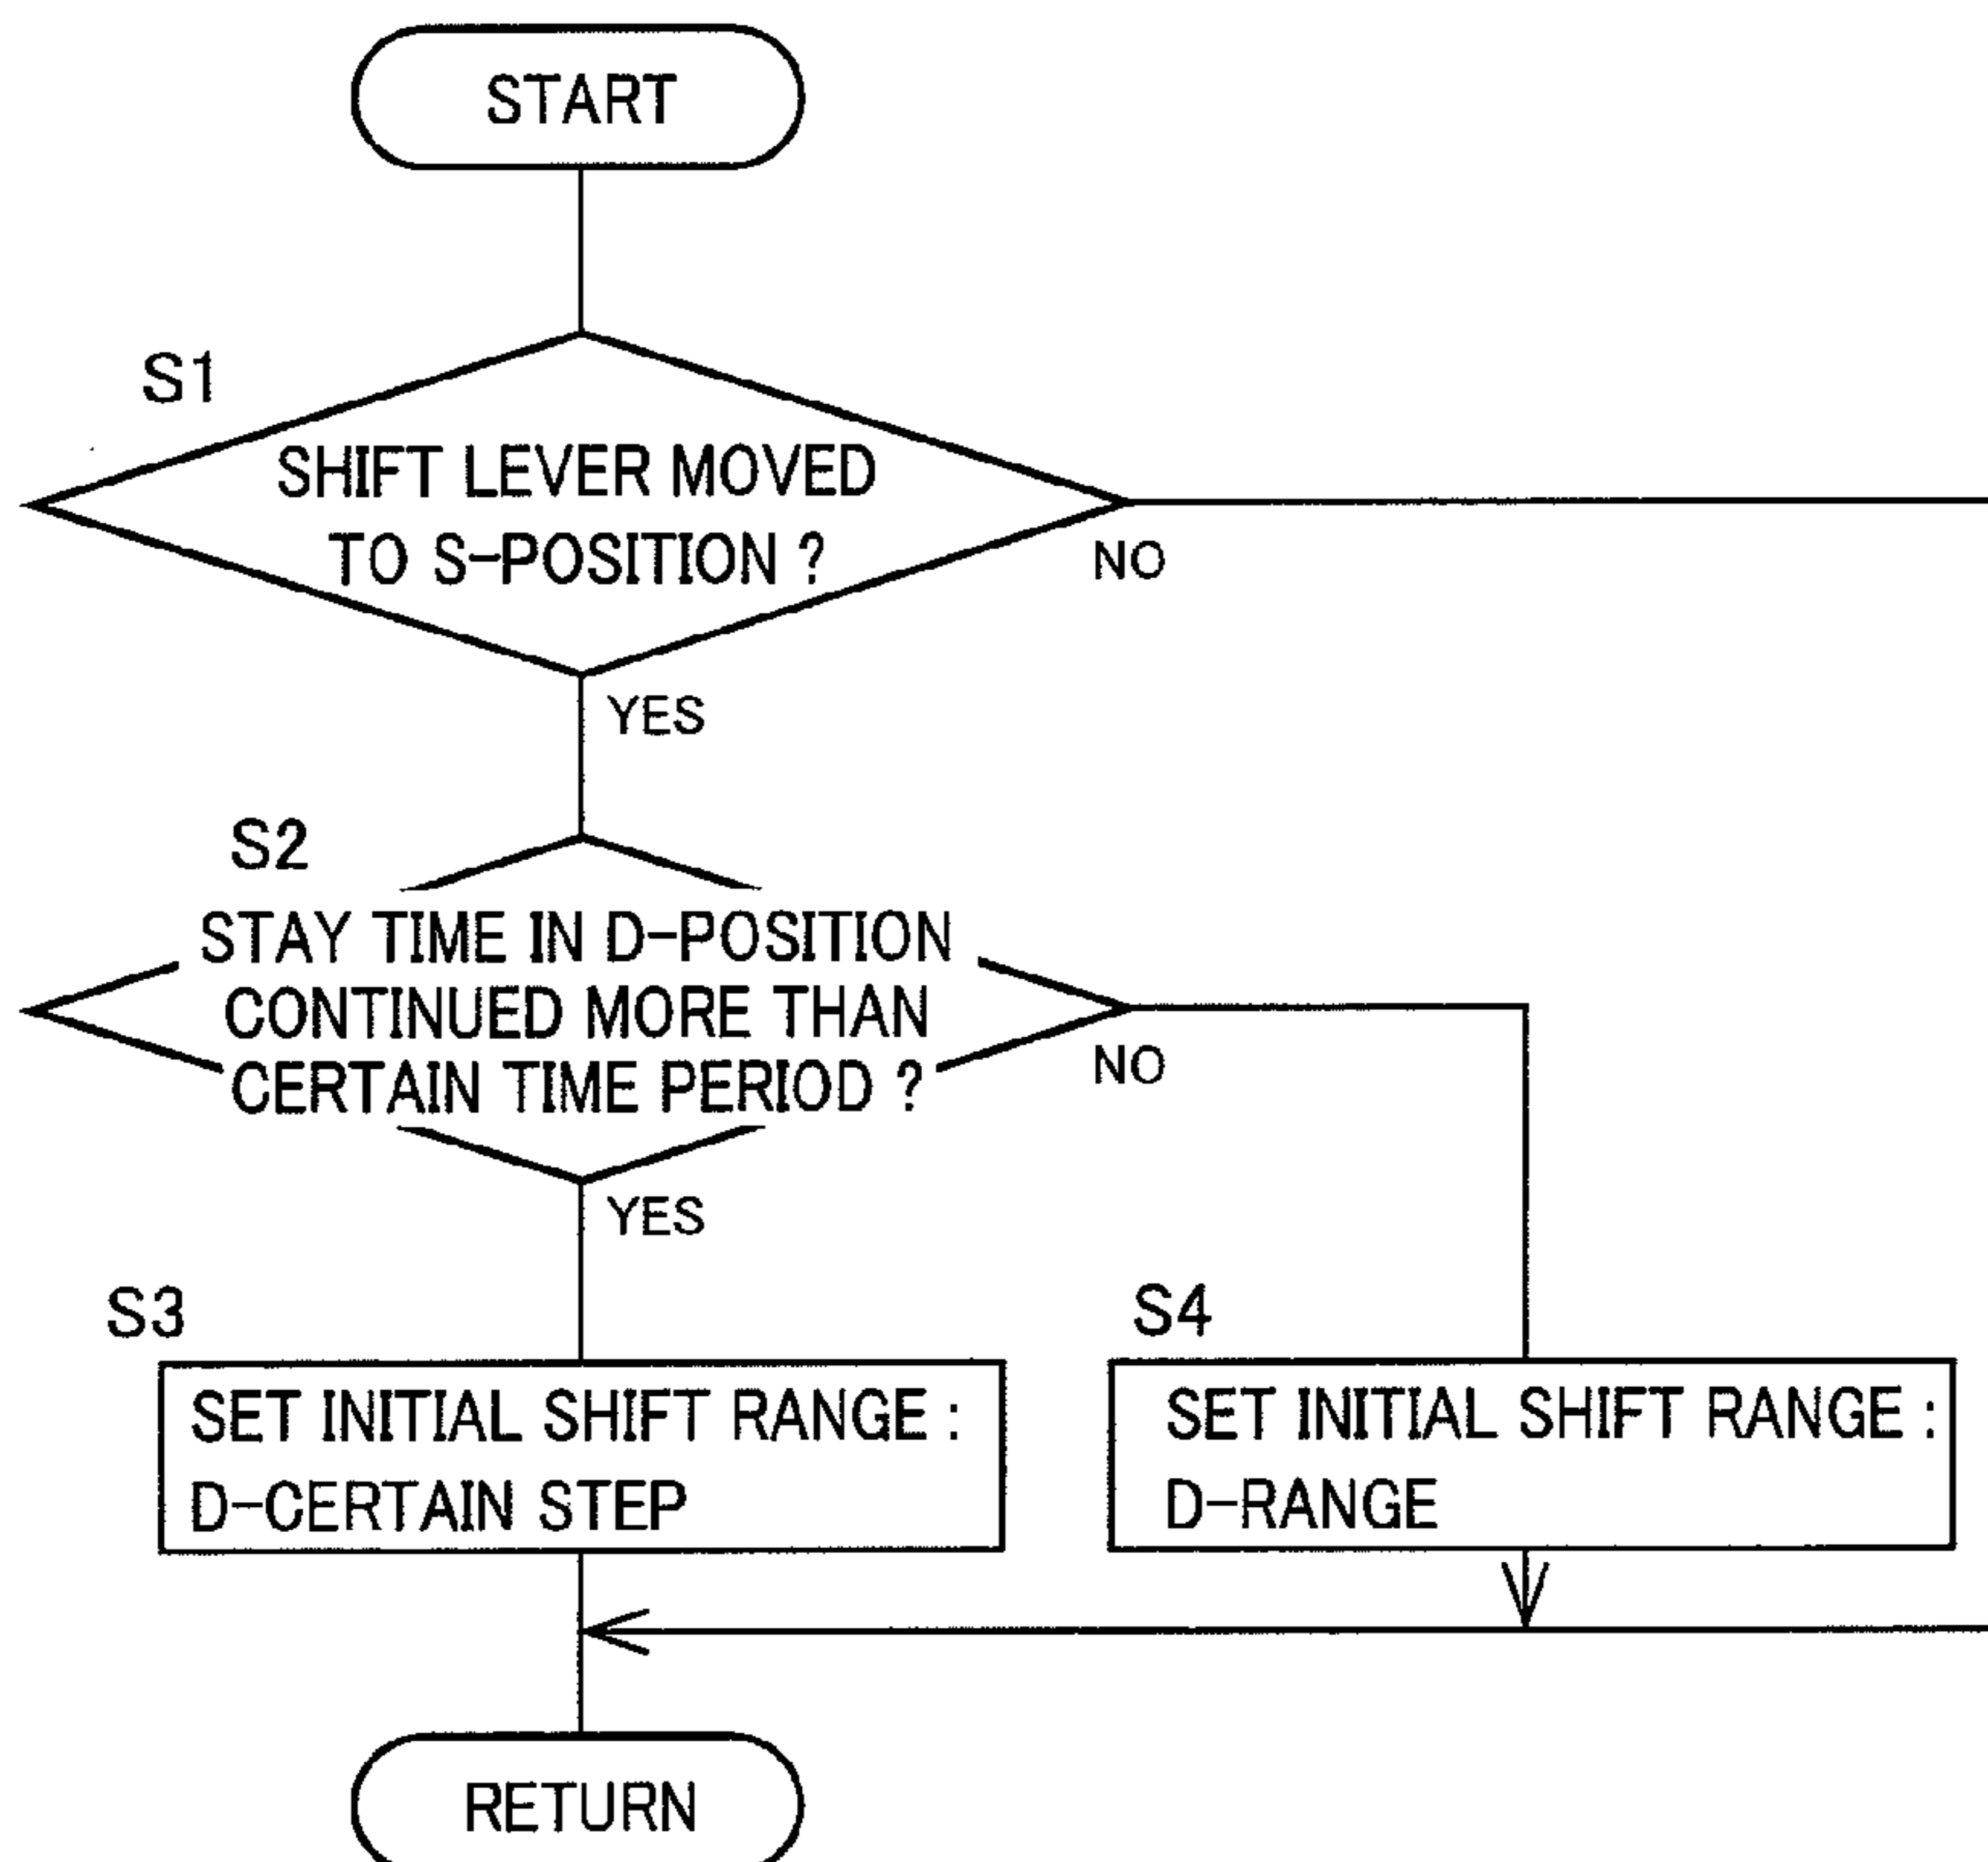 START
S1
SHIFT LEVER MOVED
TO S-POSITION ?
NO
YES
S2
STAY TIME IN D-POSITION
CONTINUED MORE THAN
CERTAIN TIME PERIOD ?
NO
YES
S3
SET INITIAL SHIFT RANGE :
D-CERTAIN STEP
S4
SET INITIAL SHIFT RANGE :
D-RANGE
RETURN